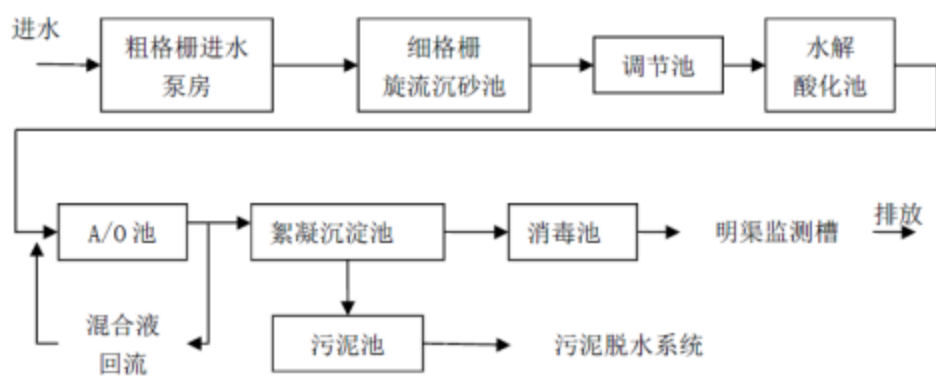 进水
粗格栅进水
泵房
细格栅
旋流沉砂池
调节池
水解
酸化池
A/O 池
絮凝沉淀池
消毒池
明渠监测槽
排放
混合液
回流
污泥池
污泥脱水系统